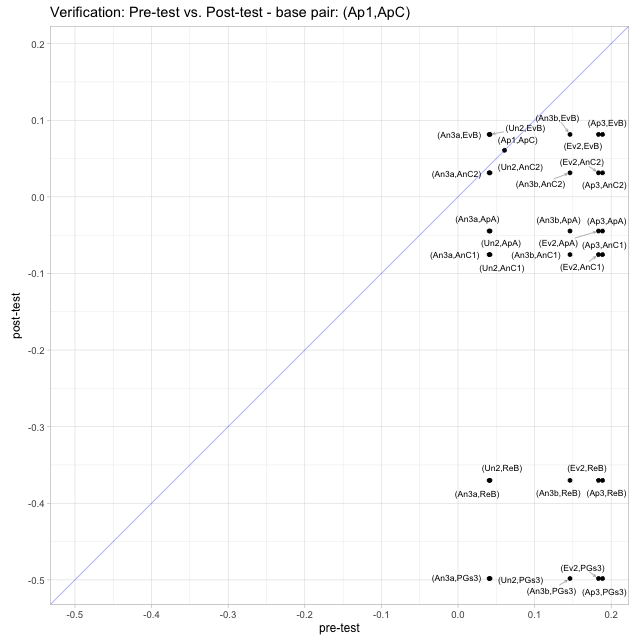 Verification: Pre-test vs. Post-test - base pair: (Ap1,ApC)
0.2
0.1
0.0
-0.1
-0.2
-0.3
-0.4
-0.5
post-test
(An3b,EvB)
(Ap3,EvB)
(Un2,EvB)
(An3a,EvB)
(Ap1,ApC)
(Ev2,EvB)
(Ev2,AnC2)
(Un2,AnC2)
(An3a,AnC2)
(An3b,AnC2)
(Ap3,AnC2)
(An3a,ApA)
(An3b,ApA)
(Ap3,ApA)
(Un2,ApA)
(Ev2,ApA)
(Ap3,AnC1)
(An3a,AnC1)
(An3b,AnC1)
(Un2,AnC1)
(Ev2,AnC1)
(Un2,ReB)
(Ev2,ReB)
(An3a,ReB)
(An3b,ReB)
(Ap3,ReB)
(Ev2,PGs3)
(An3a,PGs3)
(Un2,PGs3)
(An3b,PGs3)
(Ap3,PGs3)
-0.5 -0.4 -0.3 -0.2 -0.1 0.0 0.1 0.2
pre-test